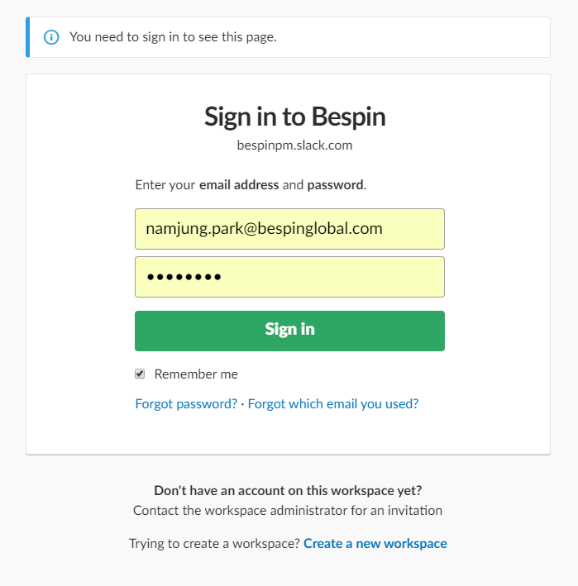 You need to sign in to see this page.
Sign in to Bespin
bespinpm.slack.com
Enter your email address and password.
namjung.park@bespinglobal.com
••••••••
Sign in
Remember me
Forgot password? · Forgot which email you used?
Don't have an account on this workspace yet?
Contact the workspace administrator for an invitation
Trying to create a workspace? Create a new workspace